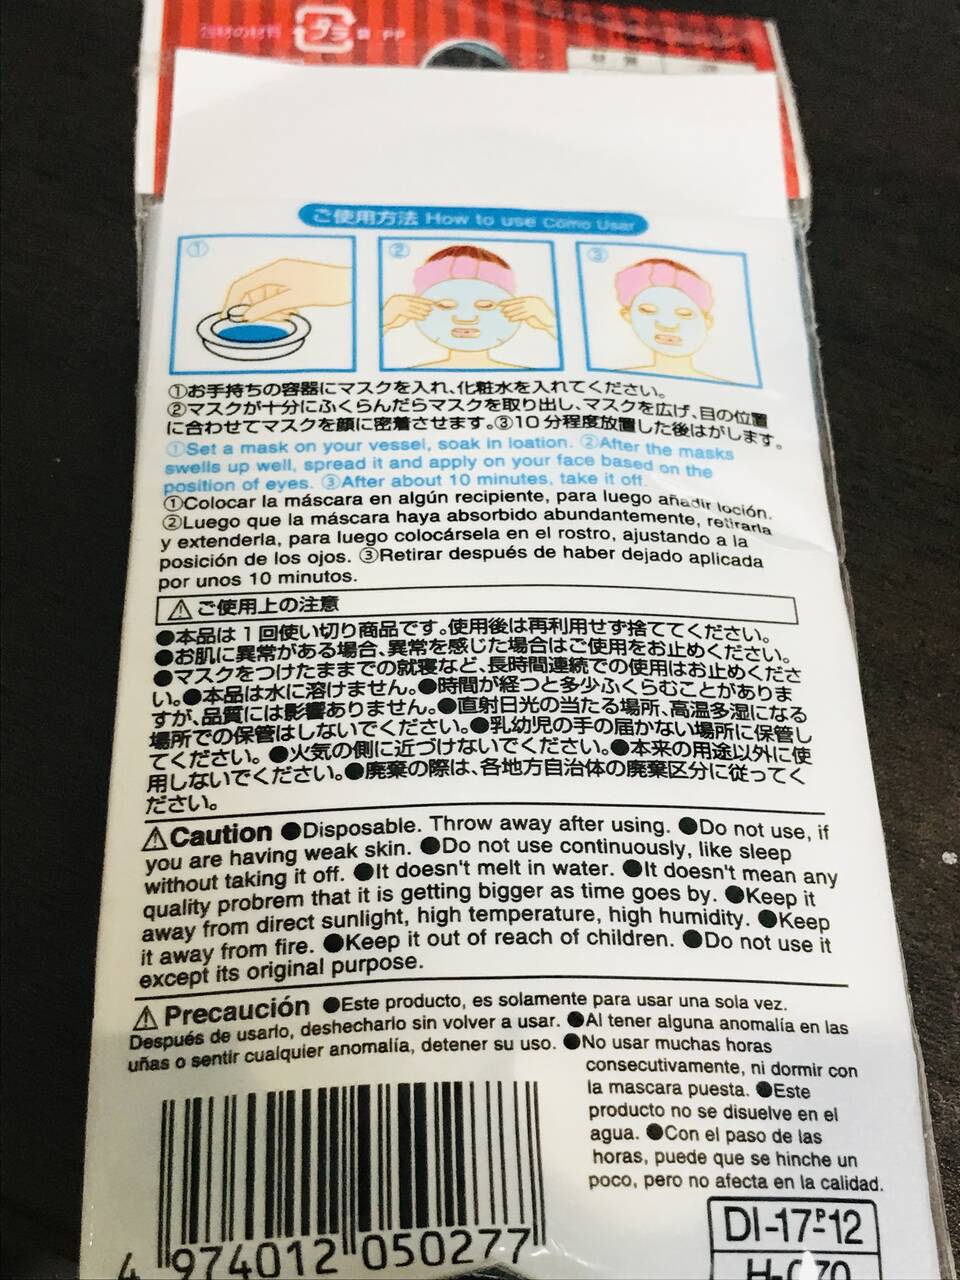 包材の材質 プラ 袋 PP
材質
ご使用方法 How to use Cómo Usar
①
②
③
①お手持ちの容器にマスクを入れ、化粧水を入れてください。
②マスクが十分にふくらんだらマスクを取り出し、マスクを広げ、目の位置
に合わせてマスクを顔に密着させます。③10分程度放置した後はがします。
①Set a mask on your vessel, soak in loation. ②After the masks
swells up well, spread it and apply on your face based on the
position of eyes. ③After about 10 minutes, take it off.
①Colocar la máscara en algún recipiente, para luego añadir loción.
②Luego que la máscara haya absorbido abundantemente, retirarla
y extenderla, para luego colocársela en el rostro, ajustando a la
posición de los ojos. ③Retirar después de haber dejado aplicada
por unos 10 minutos.
⚠ご使用上の注意
●本品は1回使い切り商品です。使用後は再利用せず捨ててください。
●お肌に異常がある場合、異常を感じた場合はご使用をお止めください。
●マスクをつけたままでの就寝など、長時間連続での使用はお止めくださ
い。●本品は水に溶けません。●時間が経つと多少ふくらむことがありま
すが、品質には影響ありません。●直射日光の当たる場所、高温多湿になる
場所での保管はしないでください。●乳幼児の手の届かない場所に保管し
てください。●火気の側に近づけないでください。●本来の用途以外に使
用しないでください。●廃棄の際は、各地方自治体の廃棄区分に従ってく
ださい。
⚠Caution ●Disposable. Throw away after using. ●Do not use, if
you are having weak skin. ●Do not use continuously, like sleep
without taking it off. ●It doesn't melt in water. ●It doesn't mean any
quality probrem that it is getting bigger as time goes by. ●Keep it
away from direct sunlight, high temperature, high humidity. ●Keep
it away from fire. ●Keep it out of reach of children. ●Do not use it
except its original purpose.
⚠Precaución ●Este producto, es solamente para usar una sola vez.
Después de usarlo, deshecharlo sin volver a usar. ●Al tener alguna anomalía en las
uñas o sentir cualquier anomalía, detener su uso. ●No usar muchas horas
consecutivamente, ni dormir con
la mascara puesta. ●Este
producto no se disuelve en el
agua. ●Con el paso de las
horas, puede que se hinche un
poco, pero no afecta en la calidad.
4 974012 050277
DI-17-P-12
H-070